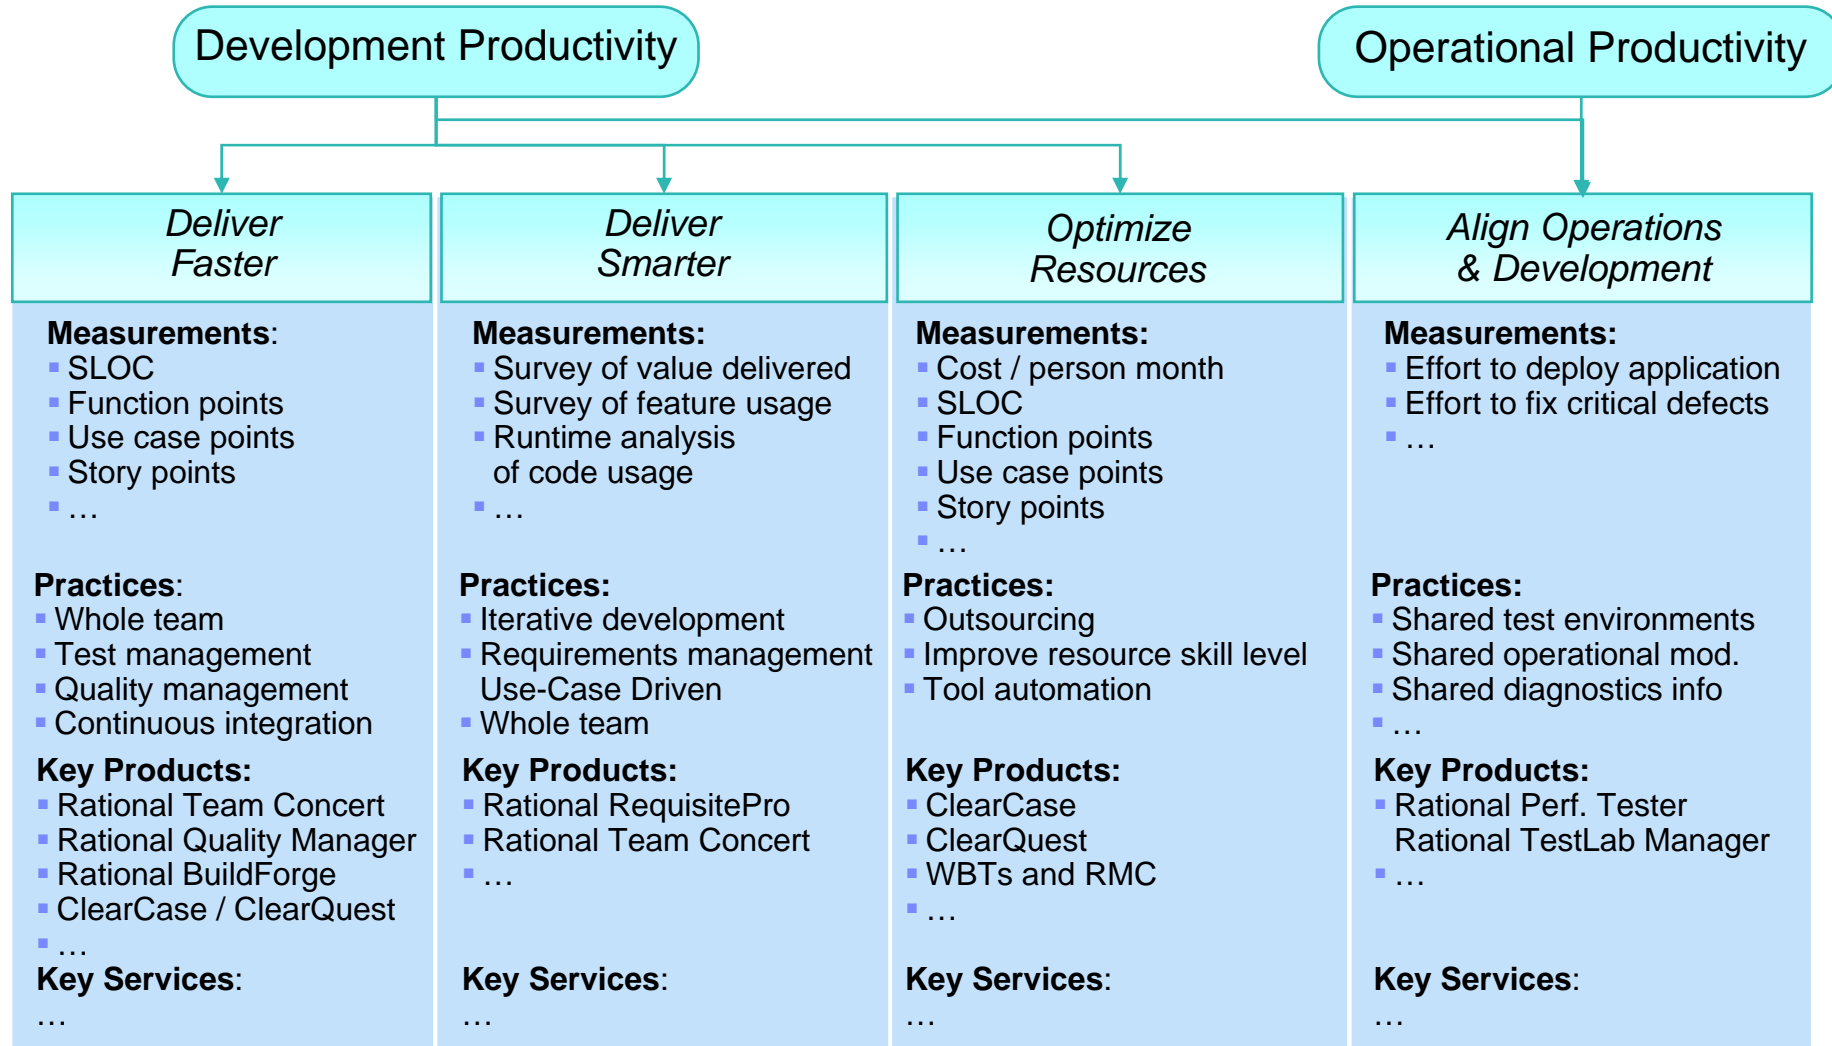 Development Productivity
Operational Productivity
Deliver
Faster
Measurements:
SLOC
Function points
Use case points
Story points
…
Practices:
Whole team
Test management
Quality management
Continuous integration
Key Products:
Rational Team Concert
Rational Quality Manager
Rational BuildForge
ClearCase / ClearQuest
…
Key Services:
…
Deliver
Smarter
Measurements:
Survey of value delivered
Survey of feature usage
Runtime analysis
of code usage
…
Practices:
Iterative development
Requirements management
Use-Case Driven
Whole team
Key Products:
Rational RequisitePro
Rational Team Concert
…
Key Services:
…
Optimize
Resources
Measurements:
Cost / person month
SLOC
Function points
Use case points
Story points
…
Practices:
Outsourcing
Improve resource skill level
Tool automation
Key Products:
ClearCase
ClearQuest
WBTs and RMC
…
Key Services:
…
Align Operations
& Development
Measurements:
Effort to deploy application
Effort to fix critical defects
…
Practices:
Shared test environments
Shared operational mod.
Shared diagnostics info
…
Key Products:
Rational Perf. Tester
Rational TestLab Manager
…
Key Services:
…